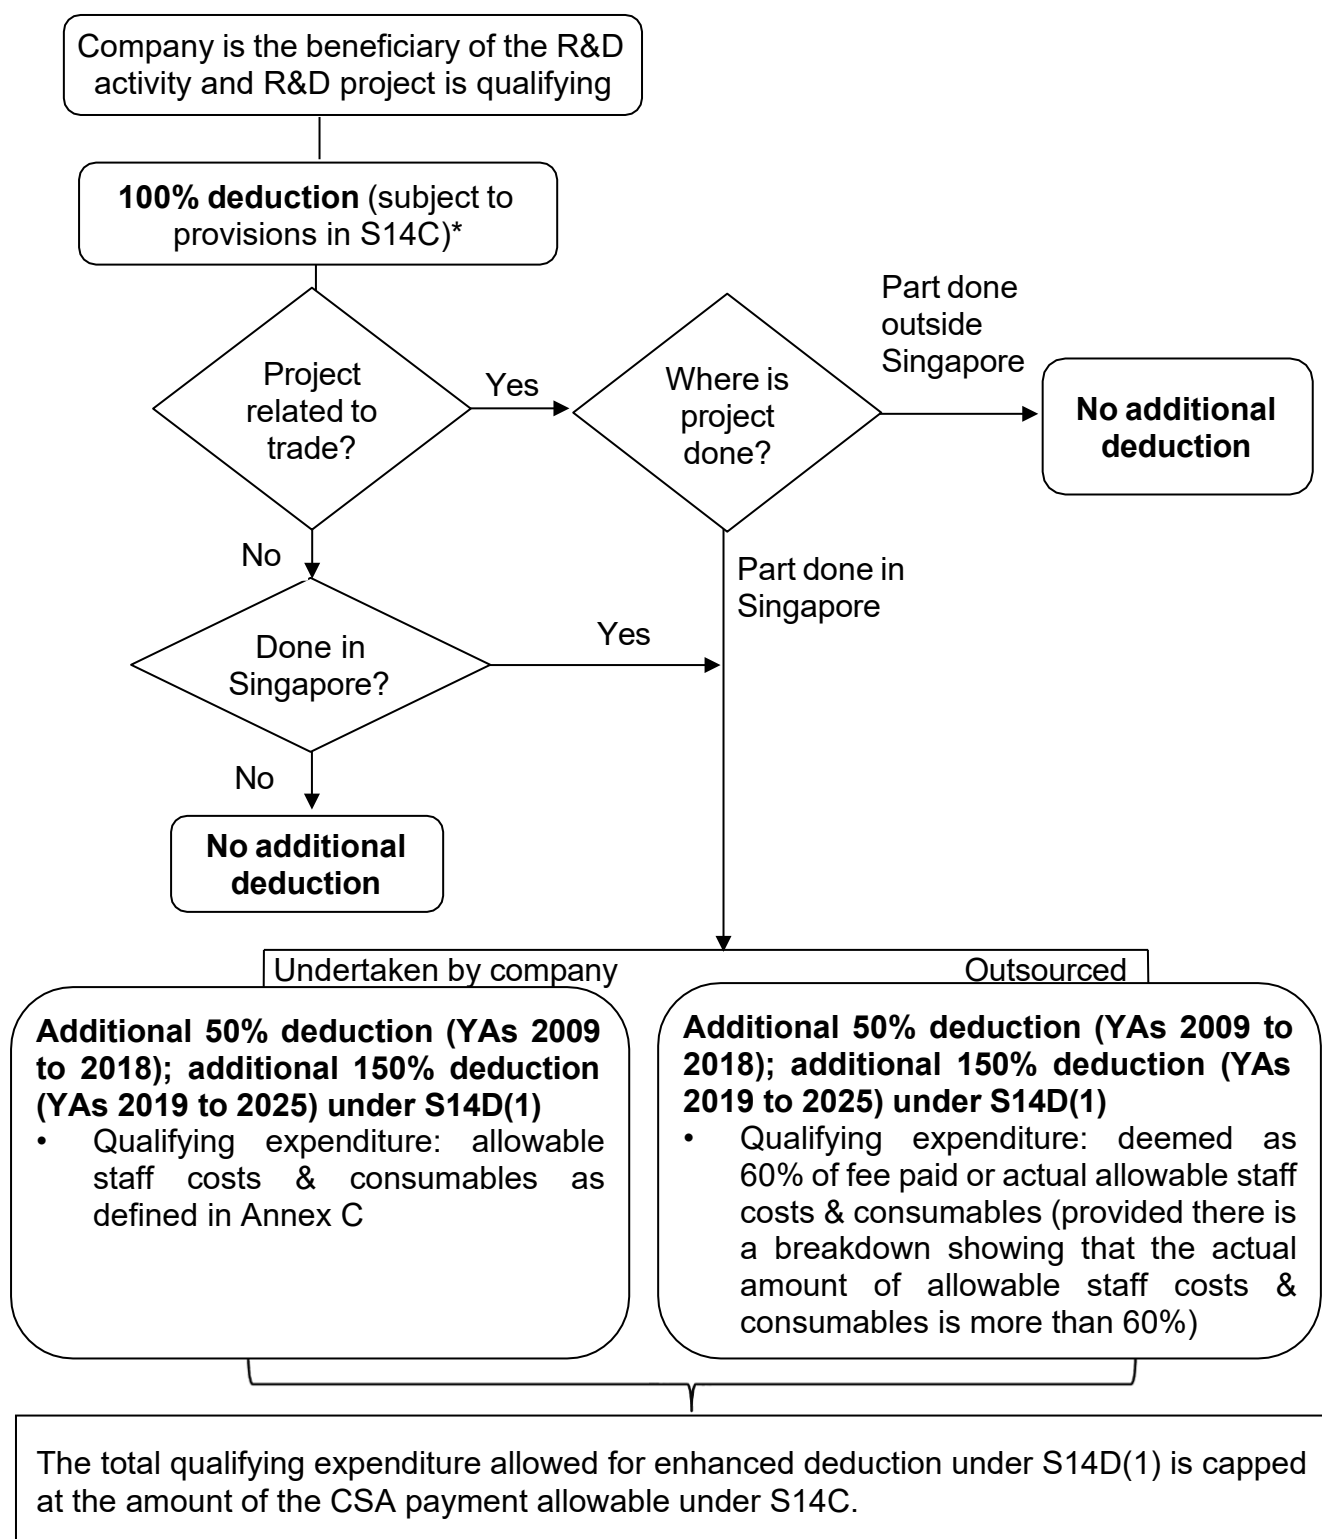 Company is the beneficiary of the R&D
activity and R&D project is qualifying
100% deduction (subject to
provisions in S14C)*
Project
related to
trade?
Yes
Where is
project
done?
Part done
outside
Singapore
No additional
deduction
No
Part done in
Singapore
Done in
Singapore?
Yes
No
No additional
deduction
Undertaken by company
Outsourced
Additional 50% deduction (YAs 2009
to 2018); additional 150% deduction
(YAs 2019 to 2025) under S14D(1)
• Qualifying expenditure: allowable
staff costs & consumables as
defined in Annex C
Additional 50% deduction (YAs 2009 to
2018); additional 150% deduction (YAs
2019 to 2025) under S14D(1)
• Qualifying expenditure: deemed as
60% of fee paid or actual allowable staff
costs & consumables (provided there is
a breakdown showing that the actual
amount of allowable staff costs &
consumables is more than 60%)
The total qualifying expenditure allowed for enhanced deduction under S14D(1) is capped
at the amount of the CSA payment allowable under S14C.